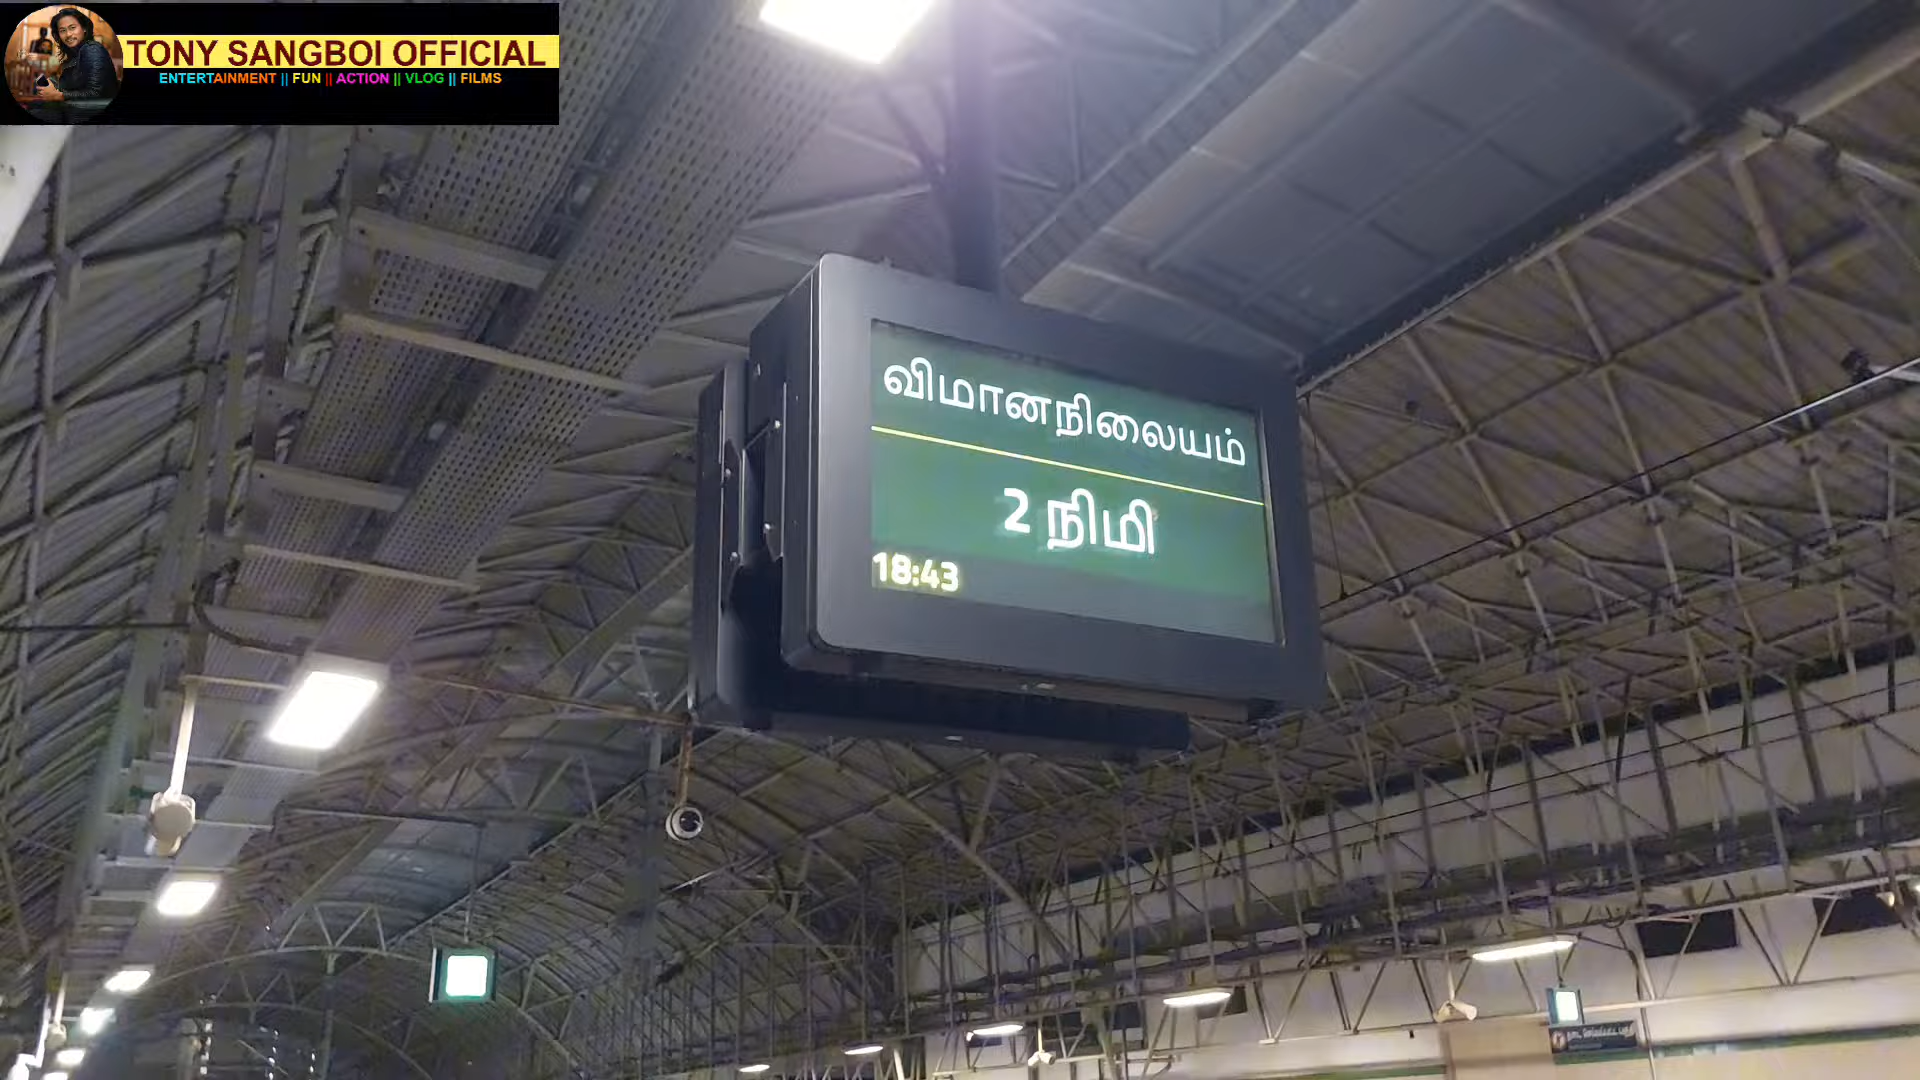 TONY SANGBOI OFFICIAL
ENTERTAINMENT || FUN || ACTION || VLOG || FILMS
விமானநிலையம்
2 நிமி
18:43